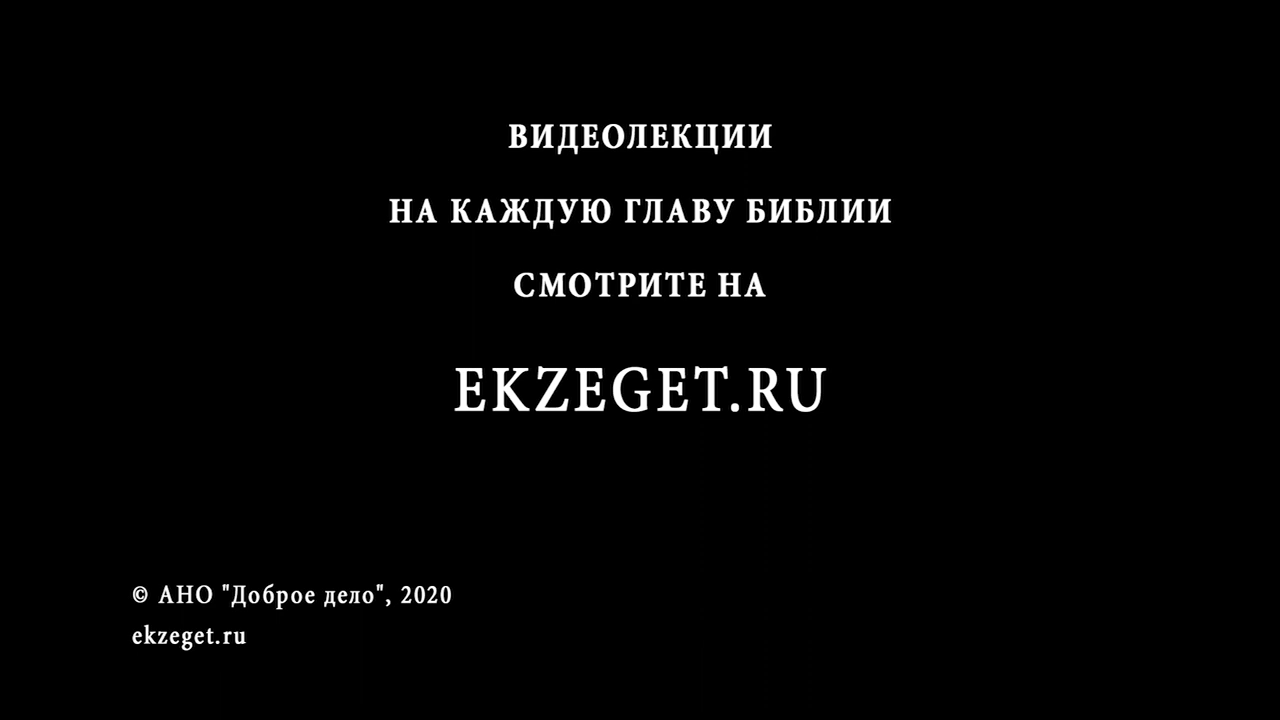 ВИДЕОЛЕКЦИИ
НА КАЖДУЮ ГЛАВУ БИБЛИИ
СМОТРИТЕ НА
EKZEGET.RU
© АНО "Доброе дело", 2020
ekzeget.ru